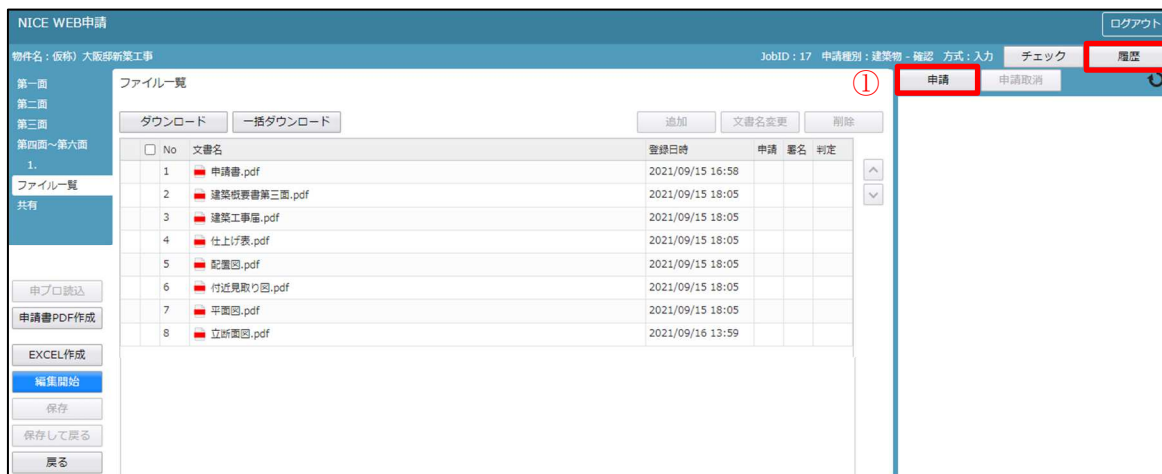 NICE WEB申請
ログアウト
物件名：仮称）大阪邸新築工事
JobID：17 申請種別：建築物 - 確認 方式：入力
チェック
履歴
第一面
第二面
第三面
第四面～第六面
1.
ファイル一覧
共有
申プロ読込
申請書PDF作成
EXCEL作成
編集開始
保存
保存して戻る
戻る
ファイル一覧
①
申請
申請取消
ダウンロード 一括ダウンロード 追加 文書名変更 削除
No 文書名 登録日時 申請 署名 判定
1 申請書.pdf 2021/09/15 16:58
2 建築概要書第三面.pdf 2021/09/15 18:05
3 建築工事届.pdf 2021/09/15 18:05
4 仕上げ表.pdf 2021/09/15 18:05
5 配置図.pdf 2021/09/15 18:05
6 付近見取り図.pdf 2021/09/15 18:05
7 平面図.pdf 2021/09/15 18:05
8 立断面図.pdf 2021/09/16 13:59